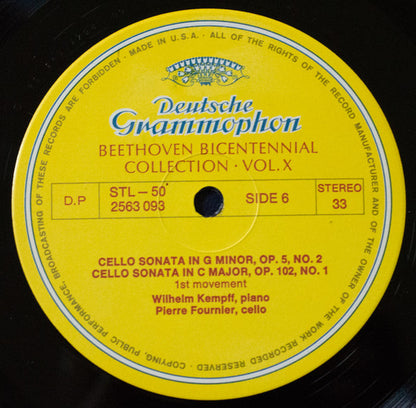 MADE IN U.S.A. · ALL OF THE RIGHTS OF THE RECORD MANUFACTURER AND OF THE OWNER OF THE WORK RECORDED RESERVED · COPYING, PUBLIC PERFORMANCE, BROADCASTING OF THESE RECORDS ARE FORBIDDEN ·
Deutsche
Grammophon
BEETHOVEN BICENTENNIAL
COLLECTION · VOL. X
D.P
STL – 50
2563 093
SIDE 6
STEREO
33
CELLO SONATA IN G MINOR, OP. 5, NO. 2
CELLO SONATA IN C MAJOR, OP. 102, NO. 1
1st movement
Wilhelm Kempff, piano
Pierre Fournier, cello